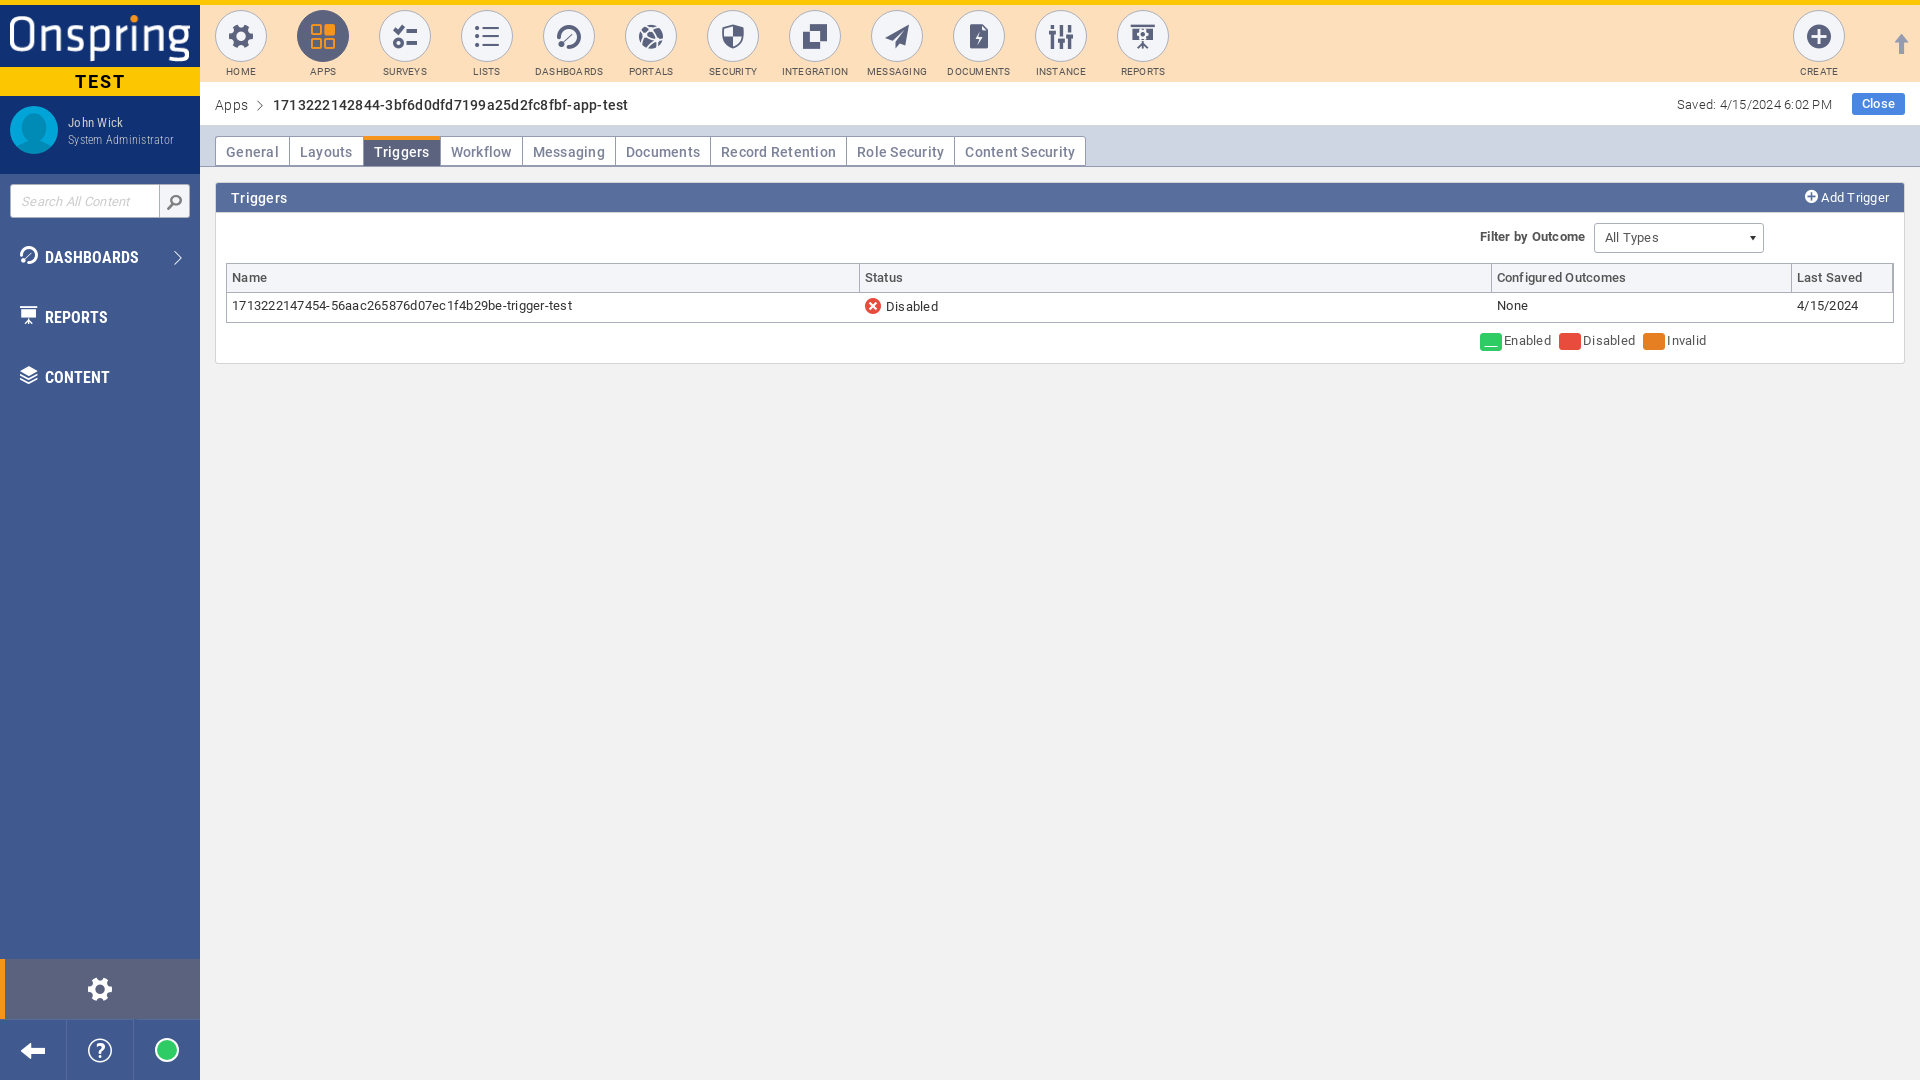 Onspring
TEST
John Wick
System Administrator
Search All Content
DASHBOARDS
REPORTS
CONTENT
HOME
APPS
SURVEYS
LISTS
DASHBOARDS
PORTALS
SECURITY
INTEGRATION
MESSAGING
DOCUMENTS
INSTANCE
REPORTS
CREATE
Apps
1713222142844-3bf6d0dfd7199a25d2fc8fbf-app-test
Saved: 4/15/2024 6:02 PM
Close
General
Layouts
Triggers
Workflow
Messaging
Documents
Record Retention
Role Security
Content Security
Triggers
Add Trigger
Filter by Outcome
All Types
Name
Status
Configured Outcomes
Last Saved
1713222147454-56aac265876d07ec1f4b29be-trigger-test
Disabled
None
4/15/2024
Enabled
Disabled
Invalid